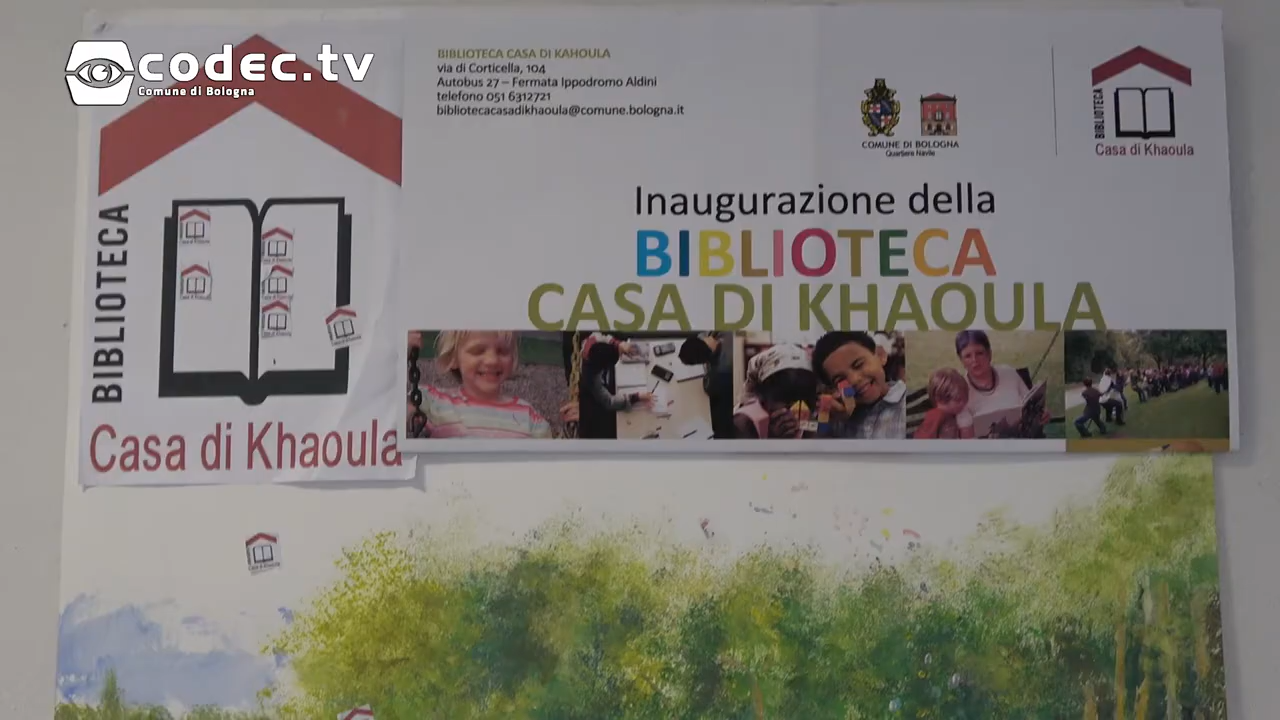 codec.tv
Comune di Bologna
BIBLIOTECA
Casa di Khaoula
BIBLIOTECA CASA DI KAHOULA
via di Corticella, 104
Autobus 27 – Fermata Ippodromo Aldini
telefono 051 6312721
bibliotecacasadikhaoula@comune.bologna.it
COMUNE DI BOLOGNA
Quartiere Navile
BIBLIOTECA
Casa di Khaoula
Inaugurazione della
BIBLIOTECA
CASA DI KHAOULA